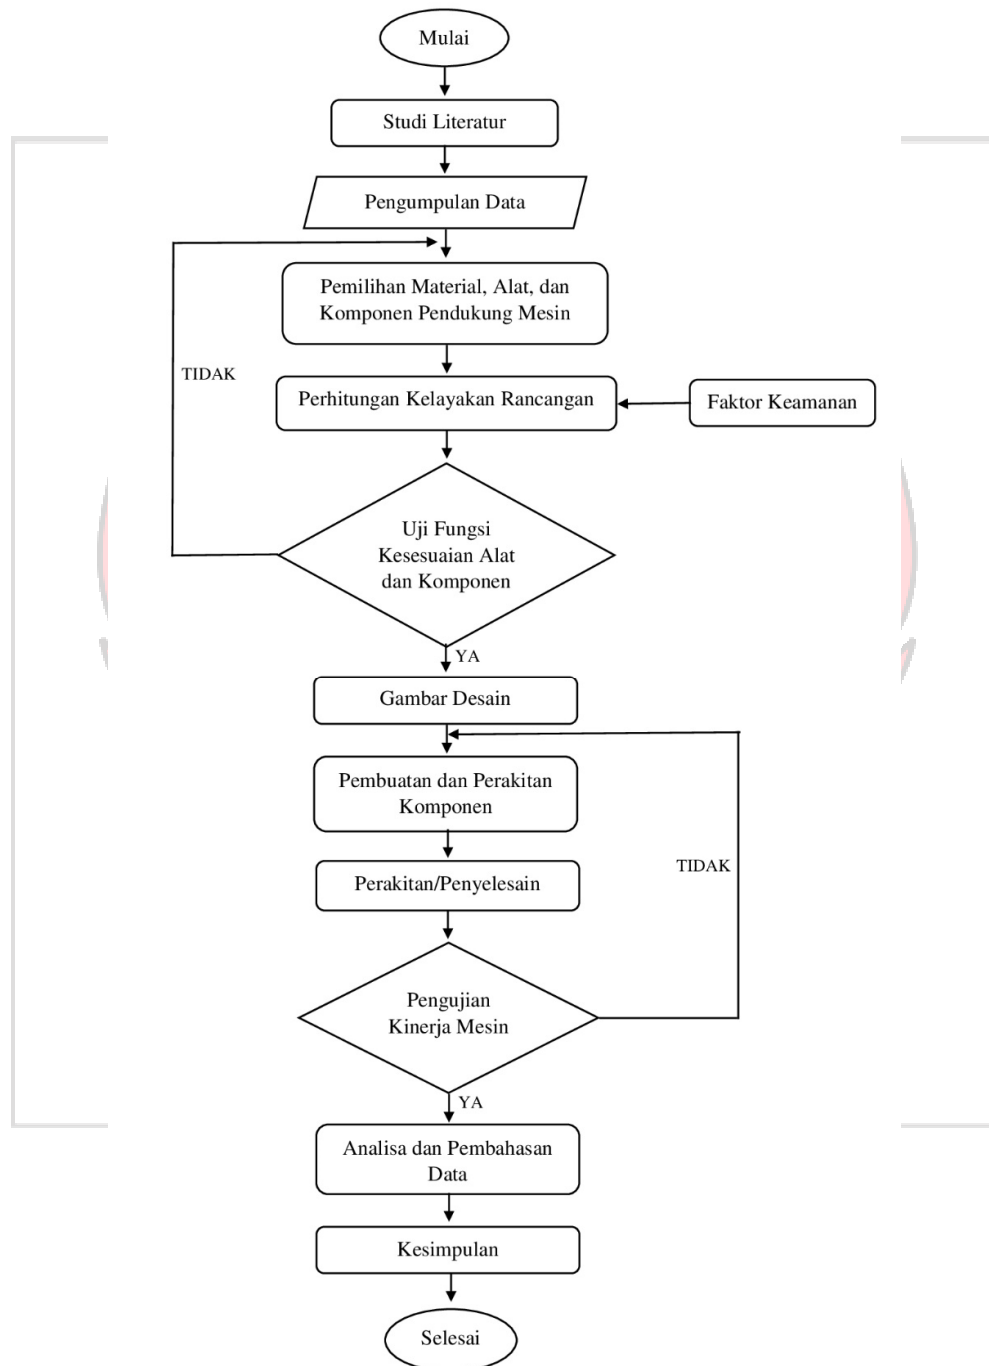 Mulai
Studi Literatur
Pengumpulan Data
Pemilihan Material, Alat, dan
Komponen Pendukung Mesin
TIDAK
Perhitungan Kelayakan Rancangan
Faktor Keamanan
Uji Fungsi
Kesesuaian Alat
dan Komponen
YA
Gambar Desain
Pembuatan dan Perakitan
Komponen
TIDAK
Perakitan/Penyelesain
Pengujian
Kinerja Mesin
YA
Analisa dan Pembahasan
Data
Kesimpulan
Selesai